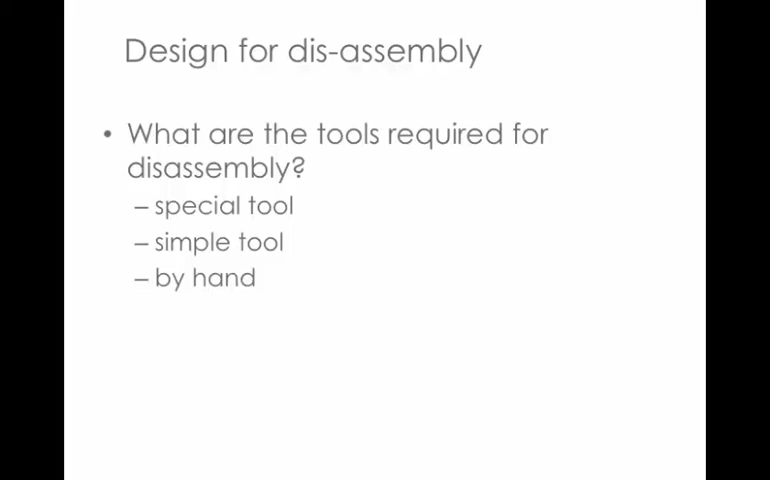 Design for dis-assembly
• What are the tools required for
disassembly?
– special tool
– simple tool
– by hand